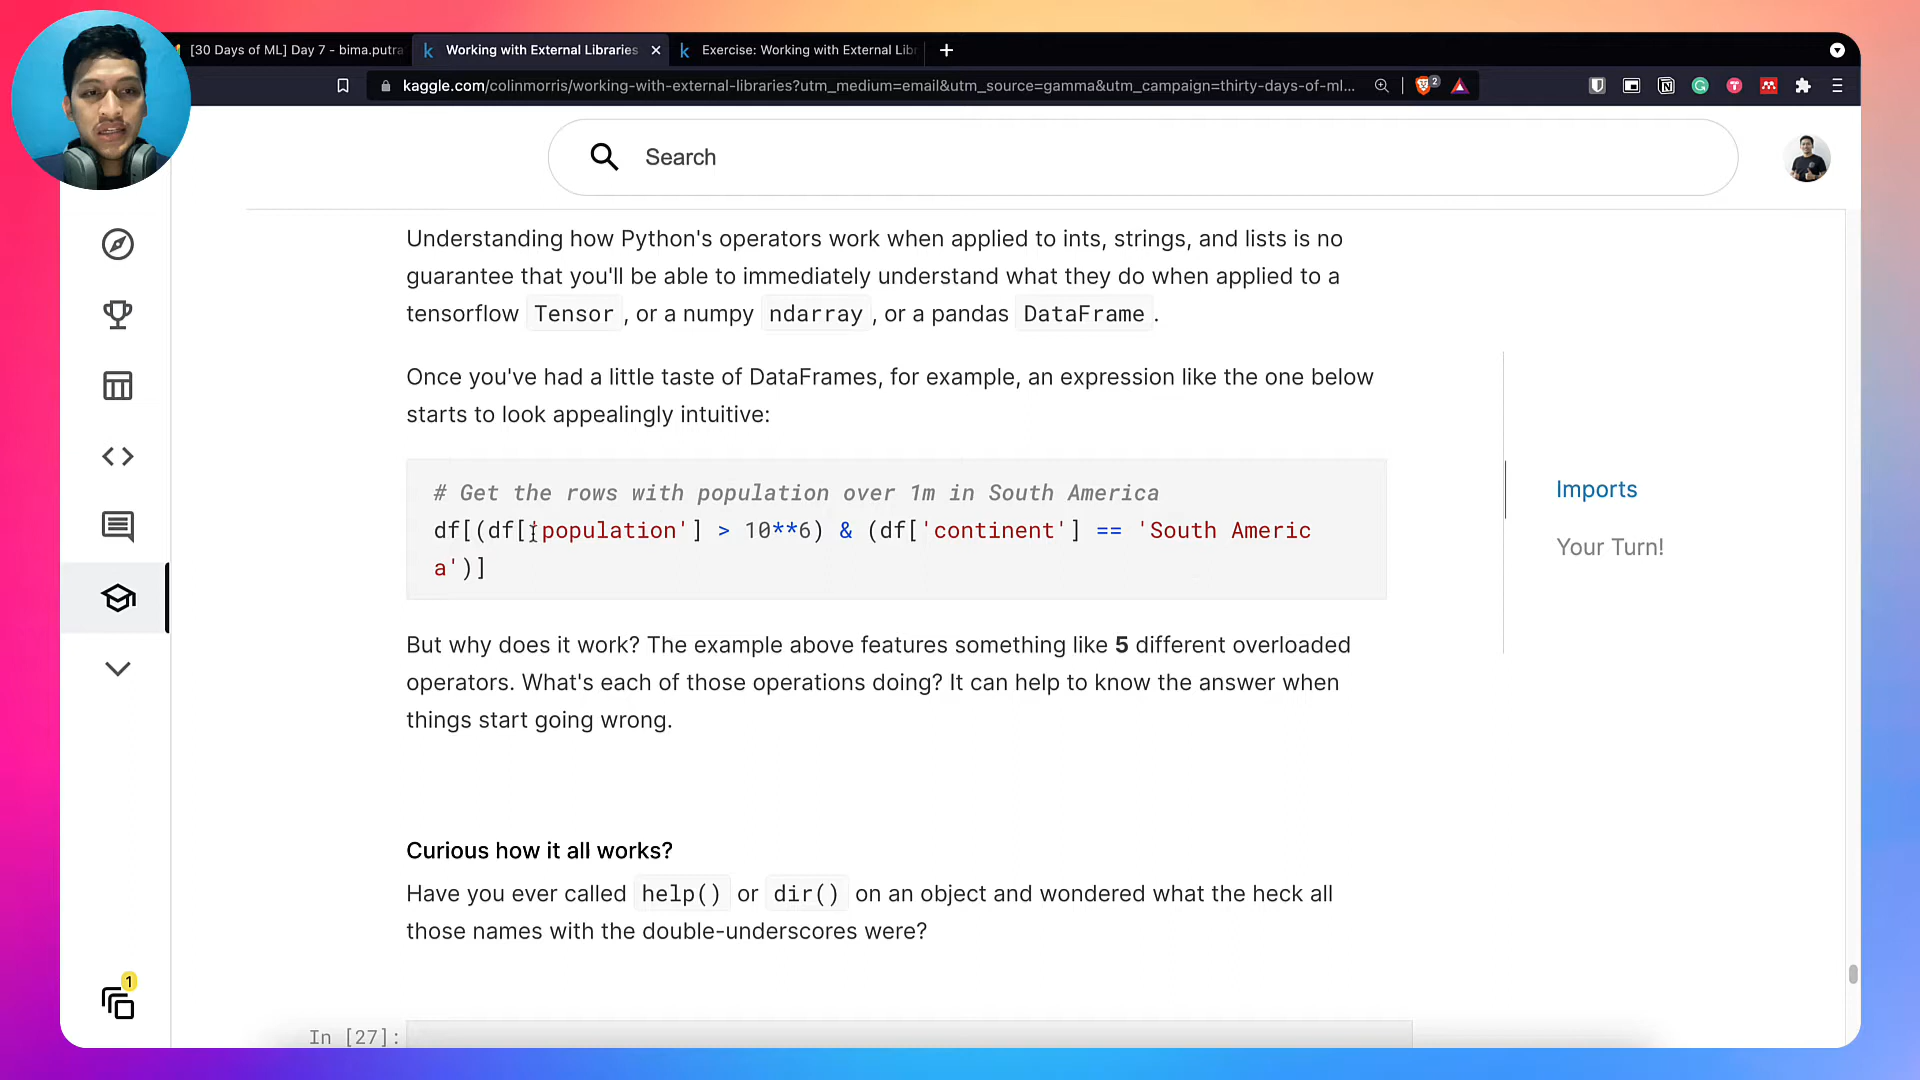 [30 Days of ML] Day 7 - bima.putra
Working with External Libraries
Exercise: Working with External Lib
kaggle.com/colinmorris/working-with-external-libraries?utm_medium=email&utm_source=gamma&utm_campaign=thirty-days-of-ml...
2
Search
Understanding how Python's operators work when applied to ints, strings, and lists is no
guarantee that you'll be able to immediately understand what they do when applied to a
tensorflow Tensor , or a numpy ndarray , or a pandas DataFrame .
Once you've had a little taste of DataFrames, for example, an expression like the one below
starts to look appealingly intuitive:
# Get the rows with population over 1m in South America
df[(df['population'] > 10**6) & (df['continent'] == 'South Americ
a')]
Imports
Your Turn!
But why does it work? The example above features something like 5 different overloaded
operators. What's each of those operations doing? It can help to know the answer when
things start going wrong.
Curious how it all works?
Have you ever called help() or dir() on an object and wondered what the heck all
those names with the double-underscores were?
1
In [27]: